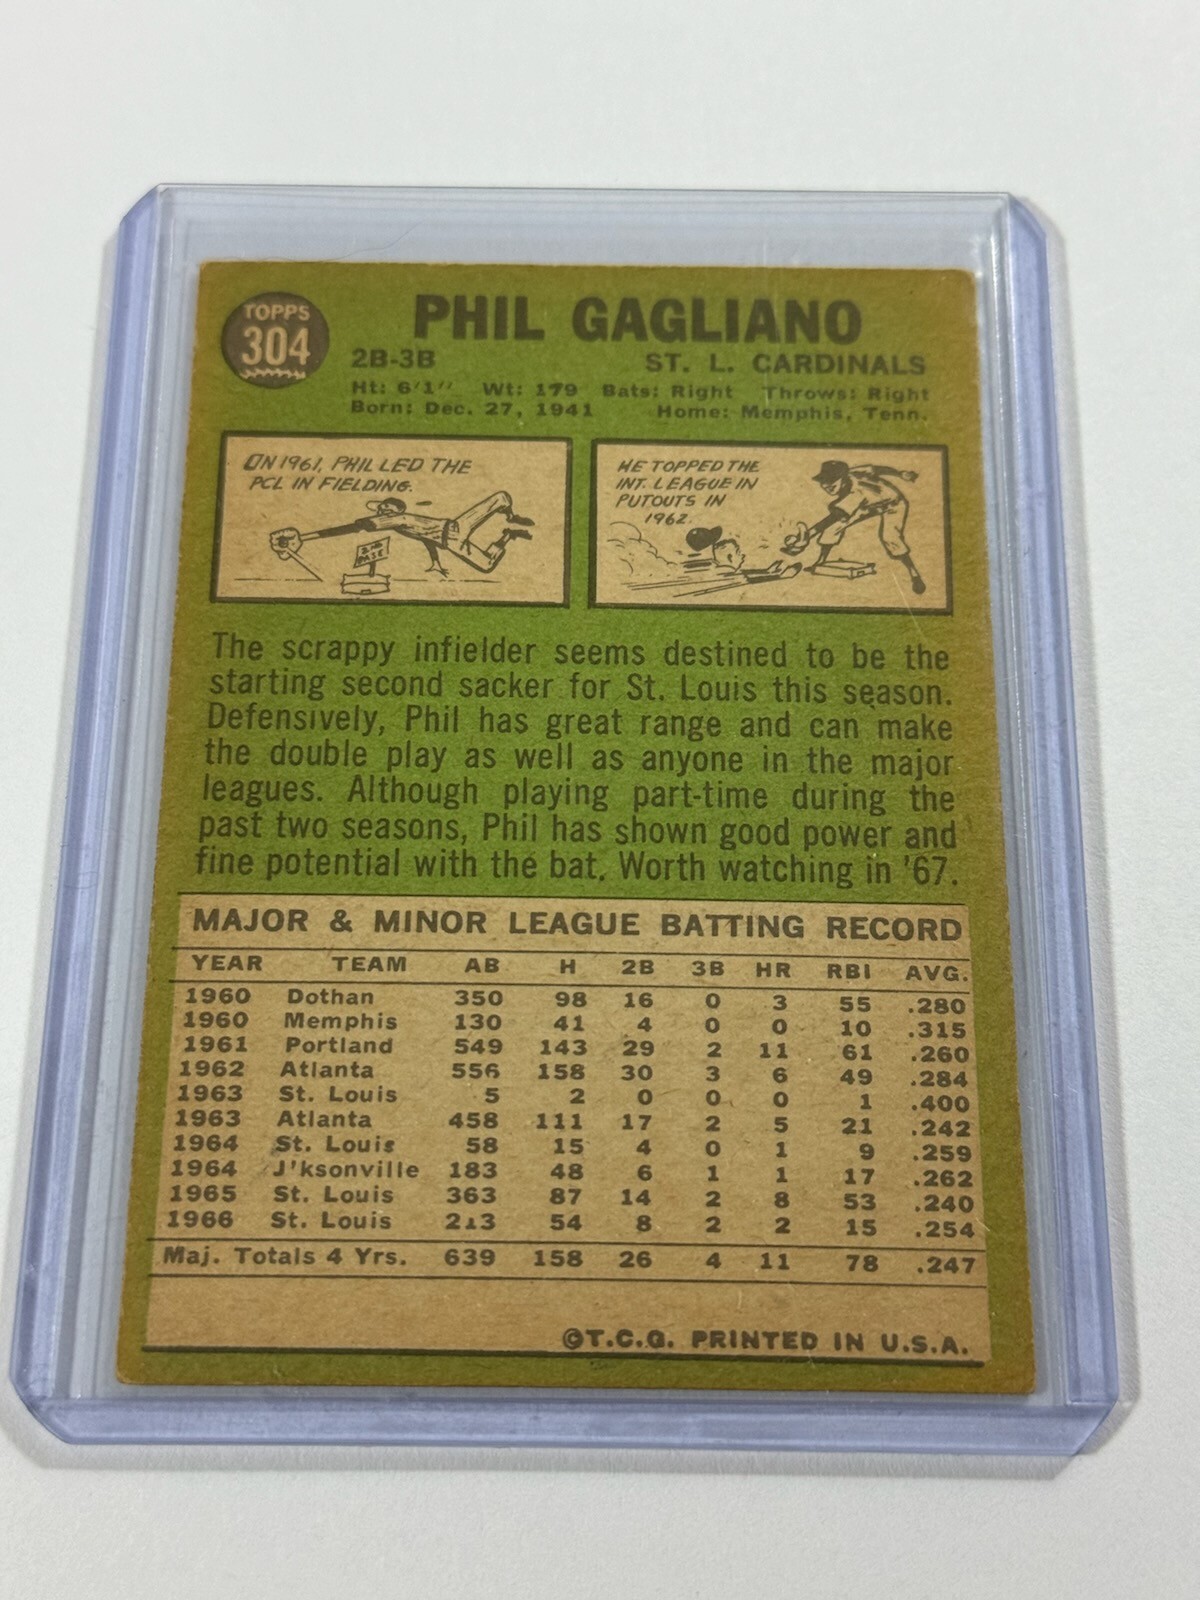 TOPPS
304
PHIL GAGLIANO
2B-3B ST. L. CARDINALS
Ht: 6'1" Wt: 179 Bats: Right Throws: Right
Born: Dec. 27, 1941 Home: Memphis, Tenn.
ON 1961, PHIL LED THE
PCL IN FIELDING.
2ND
BASE
HE TOPPED THE
INT. LEAGUE IN
PUTOUTS IN
1962.
The scrappy infielder seems destined to be the
starting second sacker for St. Louis this season.
Defensively, Phil has great range and can make
the double play as well as anyone in the major
leagues. Although playing part-time during the
past two seasons, Phil has shown good power and
fine potential with the bat. Worth watching in '67.
MAJOR & MINOR LEAGUE BATTING RECORD
YEAR TEAM AB H 2B 3B HR RBI AVG.
1960 Dothan 350 98 16 0 3 55 .280
1960 Memphis 130 41 4 0 0 10 .315
1961 Portland 549 143 29 2 11 61 .260
1962 Atlanta 556 158 30 3 6 49 .284
1963 St. Louis 5 2 0 0 0 1 .400
1963 Atlanta 458 111 17 2 5 21 .242
1964 St. Louis 58 15 4 0 1 9 .259
1964 J'ksonville 183 48 6 1 1 17 .262
1965 St. Louis 363 87 14 2 8 53 .240
1966 St. Louis 213 54 8 2 2 15 .254
Maj. Totals 4 Yrs. 639 158 26 4 11 78 .247
©T.C.G. PRINTED IN U.S.A.